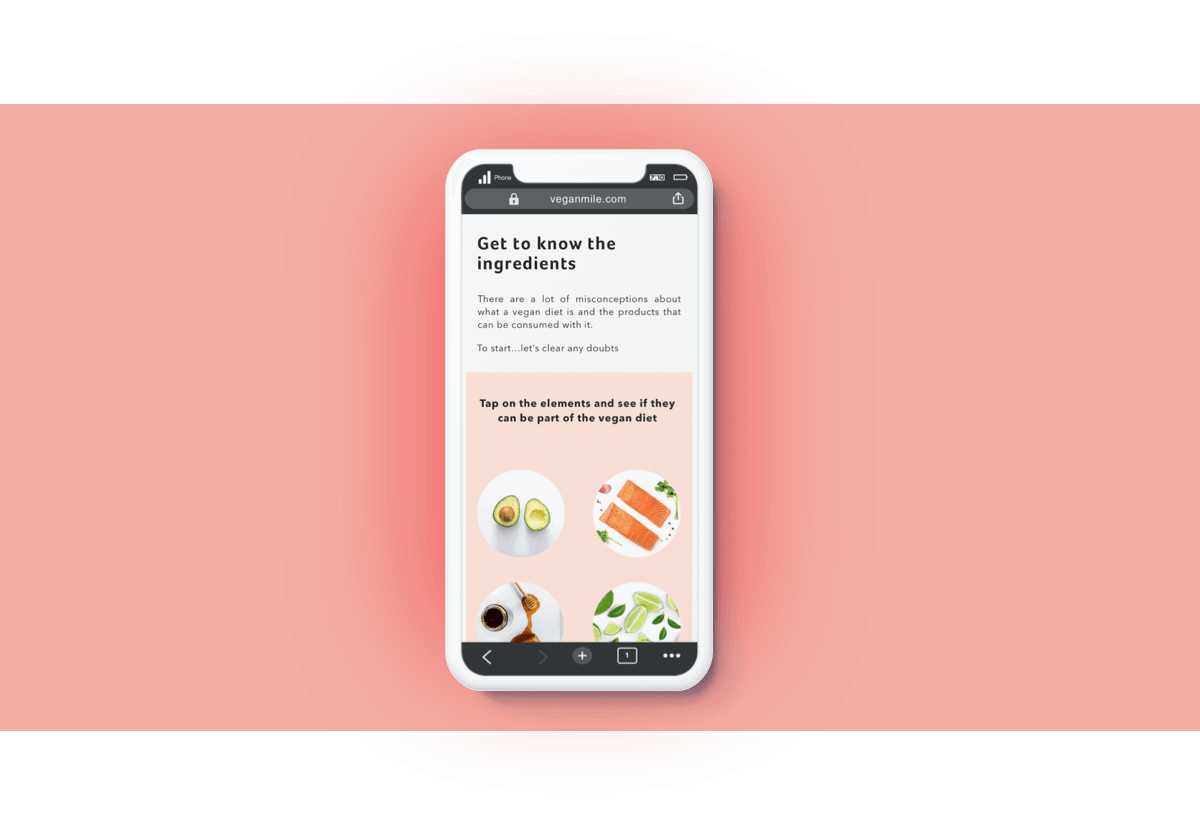 Phone 7:10
veganmile.com
Get to know the
ingredients
There are a lot of misconceptions about
what a vegan diet is and the products that
can be consumed with it.
To start...let's clear any doubts
Tap on the elements and see if they
can be part of the vegan diet
1